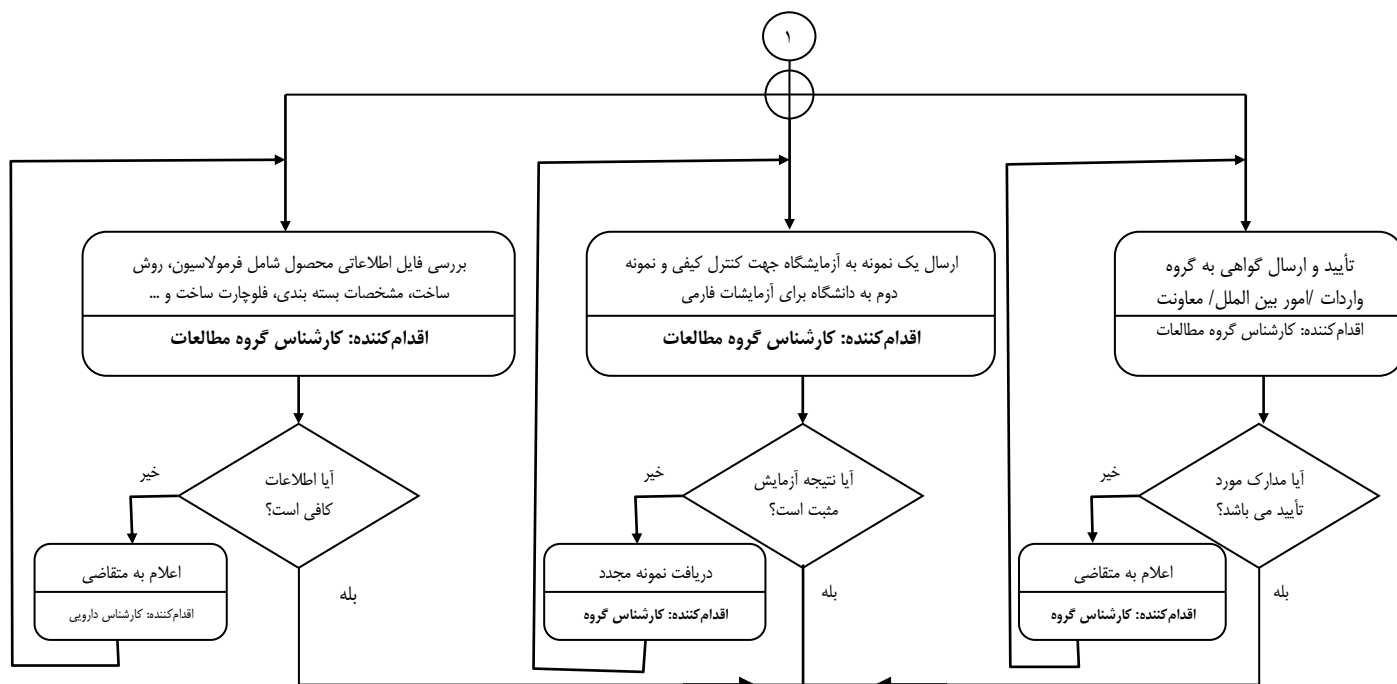 ۱
تأیید و ارسال گواهی به گروه
واردات /امور بین الملل/ معاونت
اقدام‌کننده: کارشناس گروه مطالعات
ارسال یک نمونه به آزمایشگاه جهت کنترل کیفی و نمونه
دوم به دانشگاه برای آزمایشات فارمی
اقدام‌کننده: کارشناس گروه مطالعات
بررسی فایل اطلاعاتی محصول شامل فرمولاسیون، روش
ساخت، مشخصات بسته بندی، فلوچارت ساخت و ...
اقدام‌کننده: کارشناس گروه مطالعات
آیا مدارک مورد
تأیید می باشد؟
خیر
بله
اعلام به متقاضی
اقدام‌کننده: کارشناس گروه
آیا نتیجه آزمایش
مثبت است؟
خیر
بله
دریافت نمونه مجدد
اقدام‌کننده: کارشناس گروه
آیا اطلاعات
کافی است؟
خیر
بله
اعلام به متقاضی
اقدام‌کننده: کارشناس دارویی